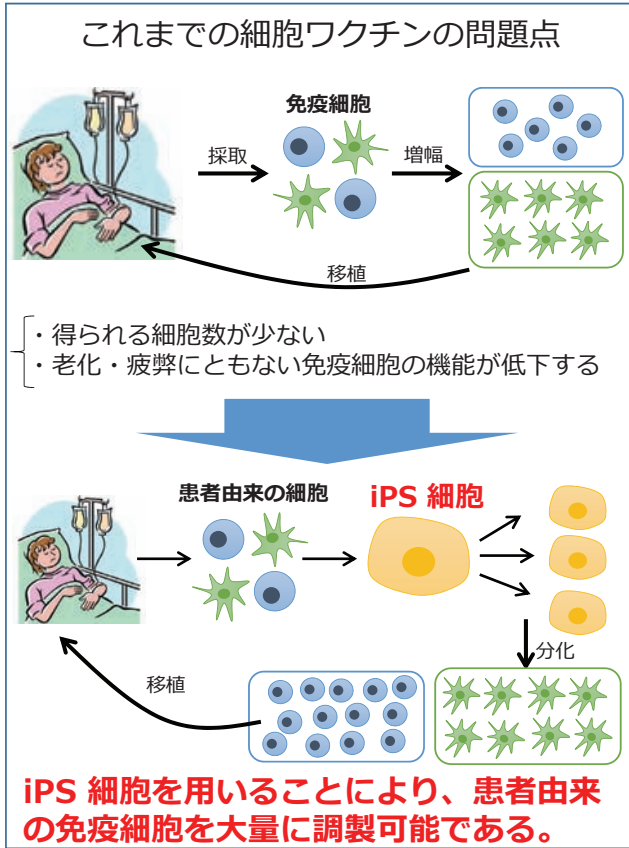 これまでの細胞ワクチンの問題点
免疫細胞
採取
増幅
移植
・得られる細胞数が少ない
・老化・疲弊にともない免疫細胞の機能が低下する
患者由来の細胞
iPS 細胞
分化
移植
iPS 細胞を用いることにより、患者由来
の免疫細胞を大量に調製可能である。